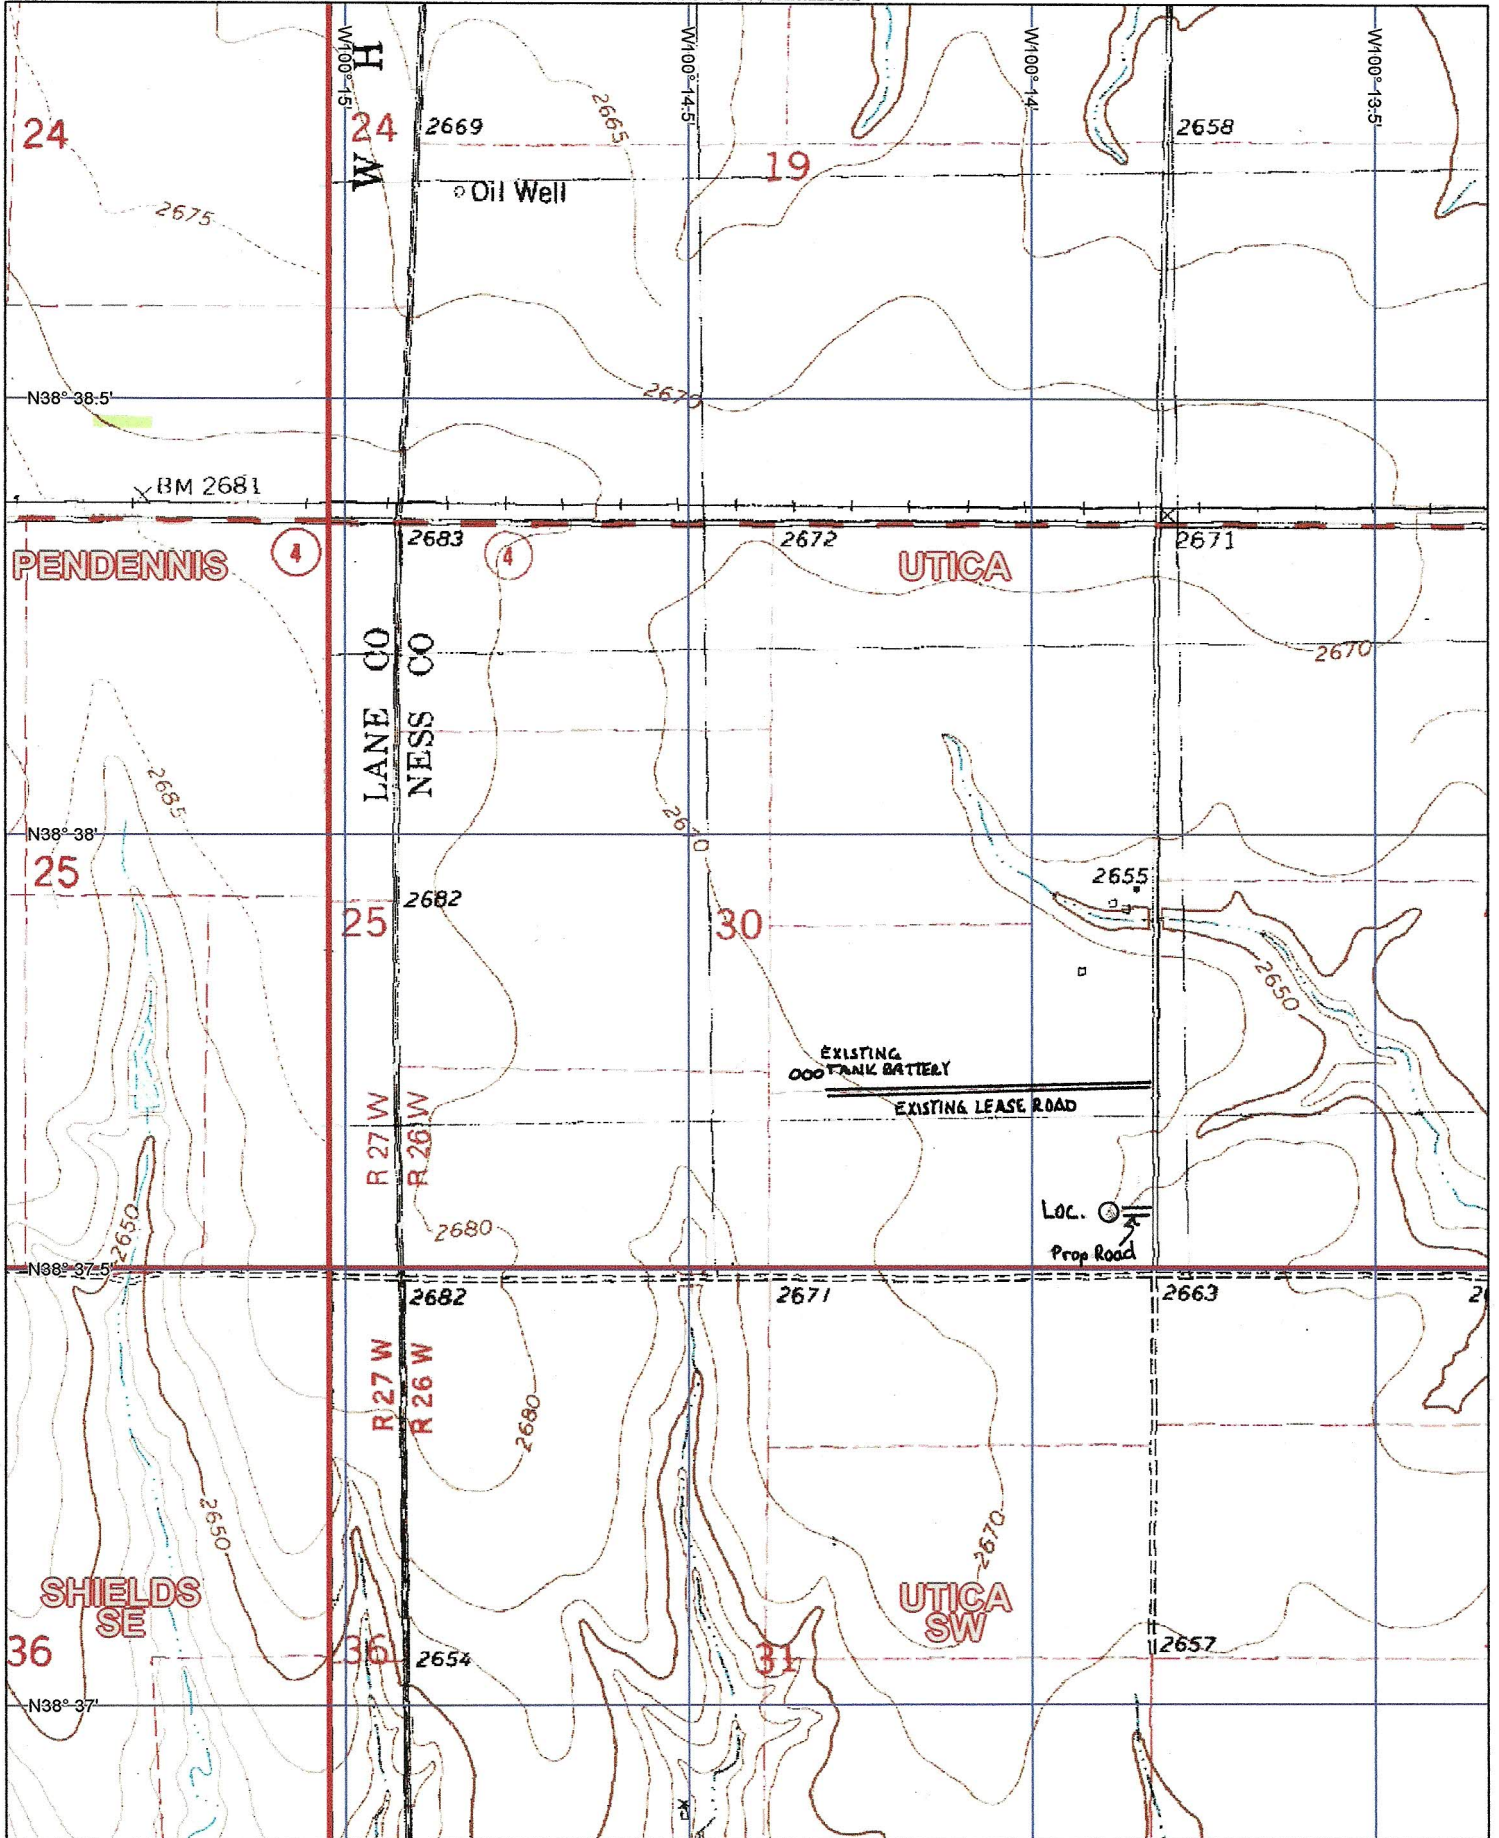 W100° 15'
W100° 14.5'
W100° 14'
W100° 13.5'
H
W
24
24
2669
2665
19
2658
Oil Well
2675
N38° 38.5'
2675
BM 2681
2683
2672
2671
PENDENNIS
4
4
UTICA
LANE CO
NESS CO
2670
2685
2670
N38° 38'
25
2682
25
30
2655
2650
EXISTING
TANK BATTERY
EXISTING LEASE ROAD
R 27 W
R 26 W
2650
2680
LOC.
Prop Road
N38° 37.5'
2682
2671
2663
R 27 W
R 26 W
2680
2650
2670
SHIELDS
SE
UTICA
SW
36
36
2654
31
2657
N38° 37'